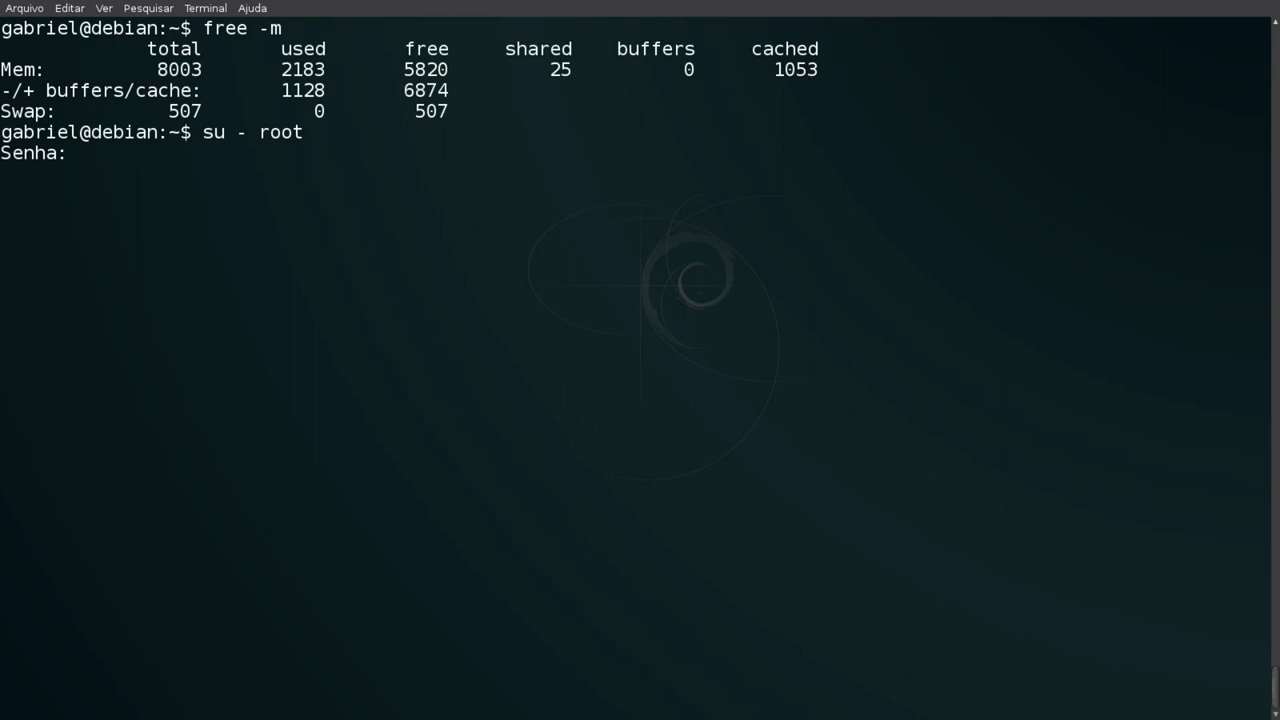 Arquivo Editar Ver Pesquisar Terminal Ajuda
gabriel@debian:~$ free -m
total used free shared buffers cached
Mem: 8003 2183 5820 25 0 1053
-/+ buffers/cache: 1128 6874
Swap: 507 0 507
gabriel@debian:~$ su - root
Senha: